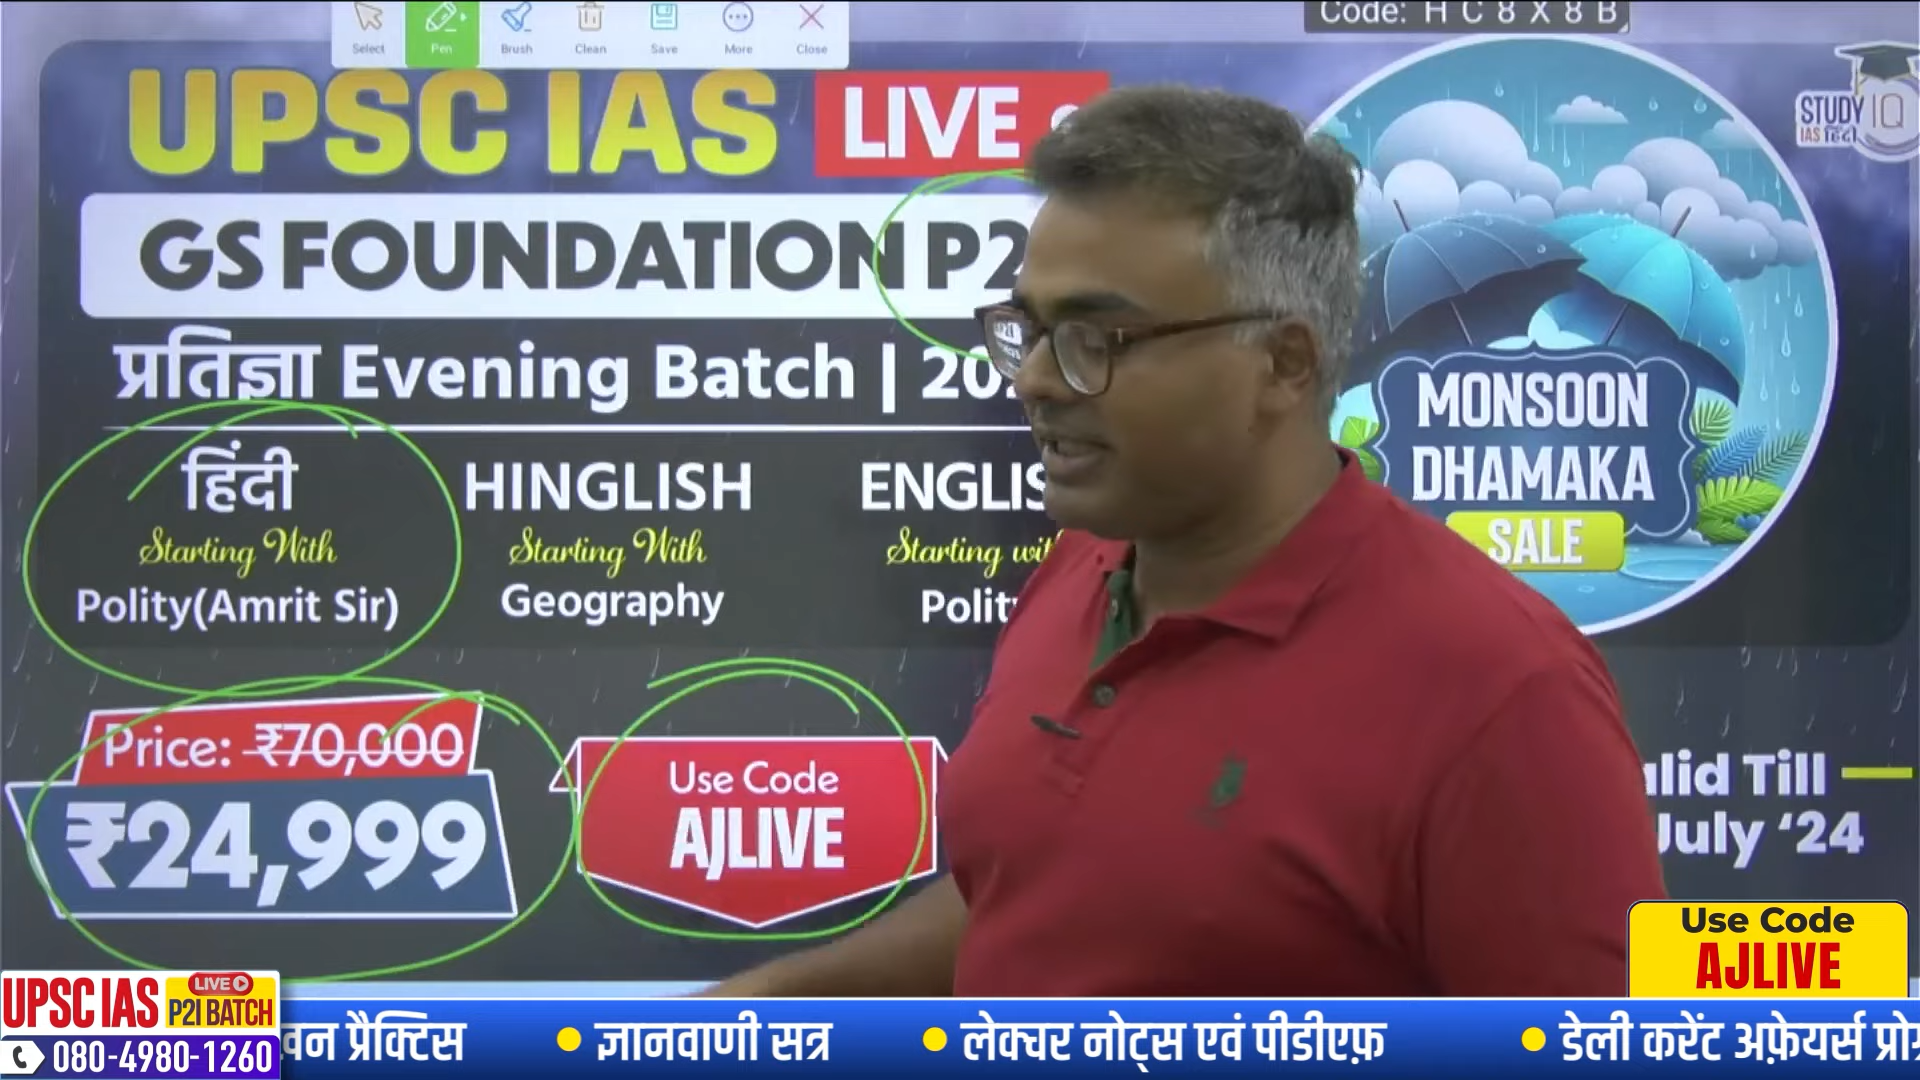 Select
Pen
Brush
Clean
Save
More
Close
Code: HC8X8B
UPSC IAS LIVE
STUDY IQ
IAS हिंदी
GS FOUNDATION P2
प्रतिज्ञा Evening Batch | 20
हिंदी
Starting With
Polity(Amrit Sir)
HINGLISH
Starting With
Geography
ENGLIS
Starting wit
Polit
MONSOON
DHAMAKA
SALE
Price: ₹70,000
₹24,999
Use Code
AJLIVE
lid Till
July ‘24
Use Code
AJLIVE
LIVE
UPSC IAS P2I BATCH
080-4980-1260
वन प्रैक्टिस • ज्ञानवाणी सत्र • लेक्चर नोट्स एवं पीडीएफ़ • डेली करेंट अफ़ेयर्स प्रो